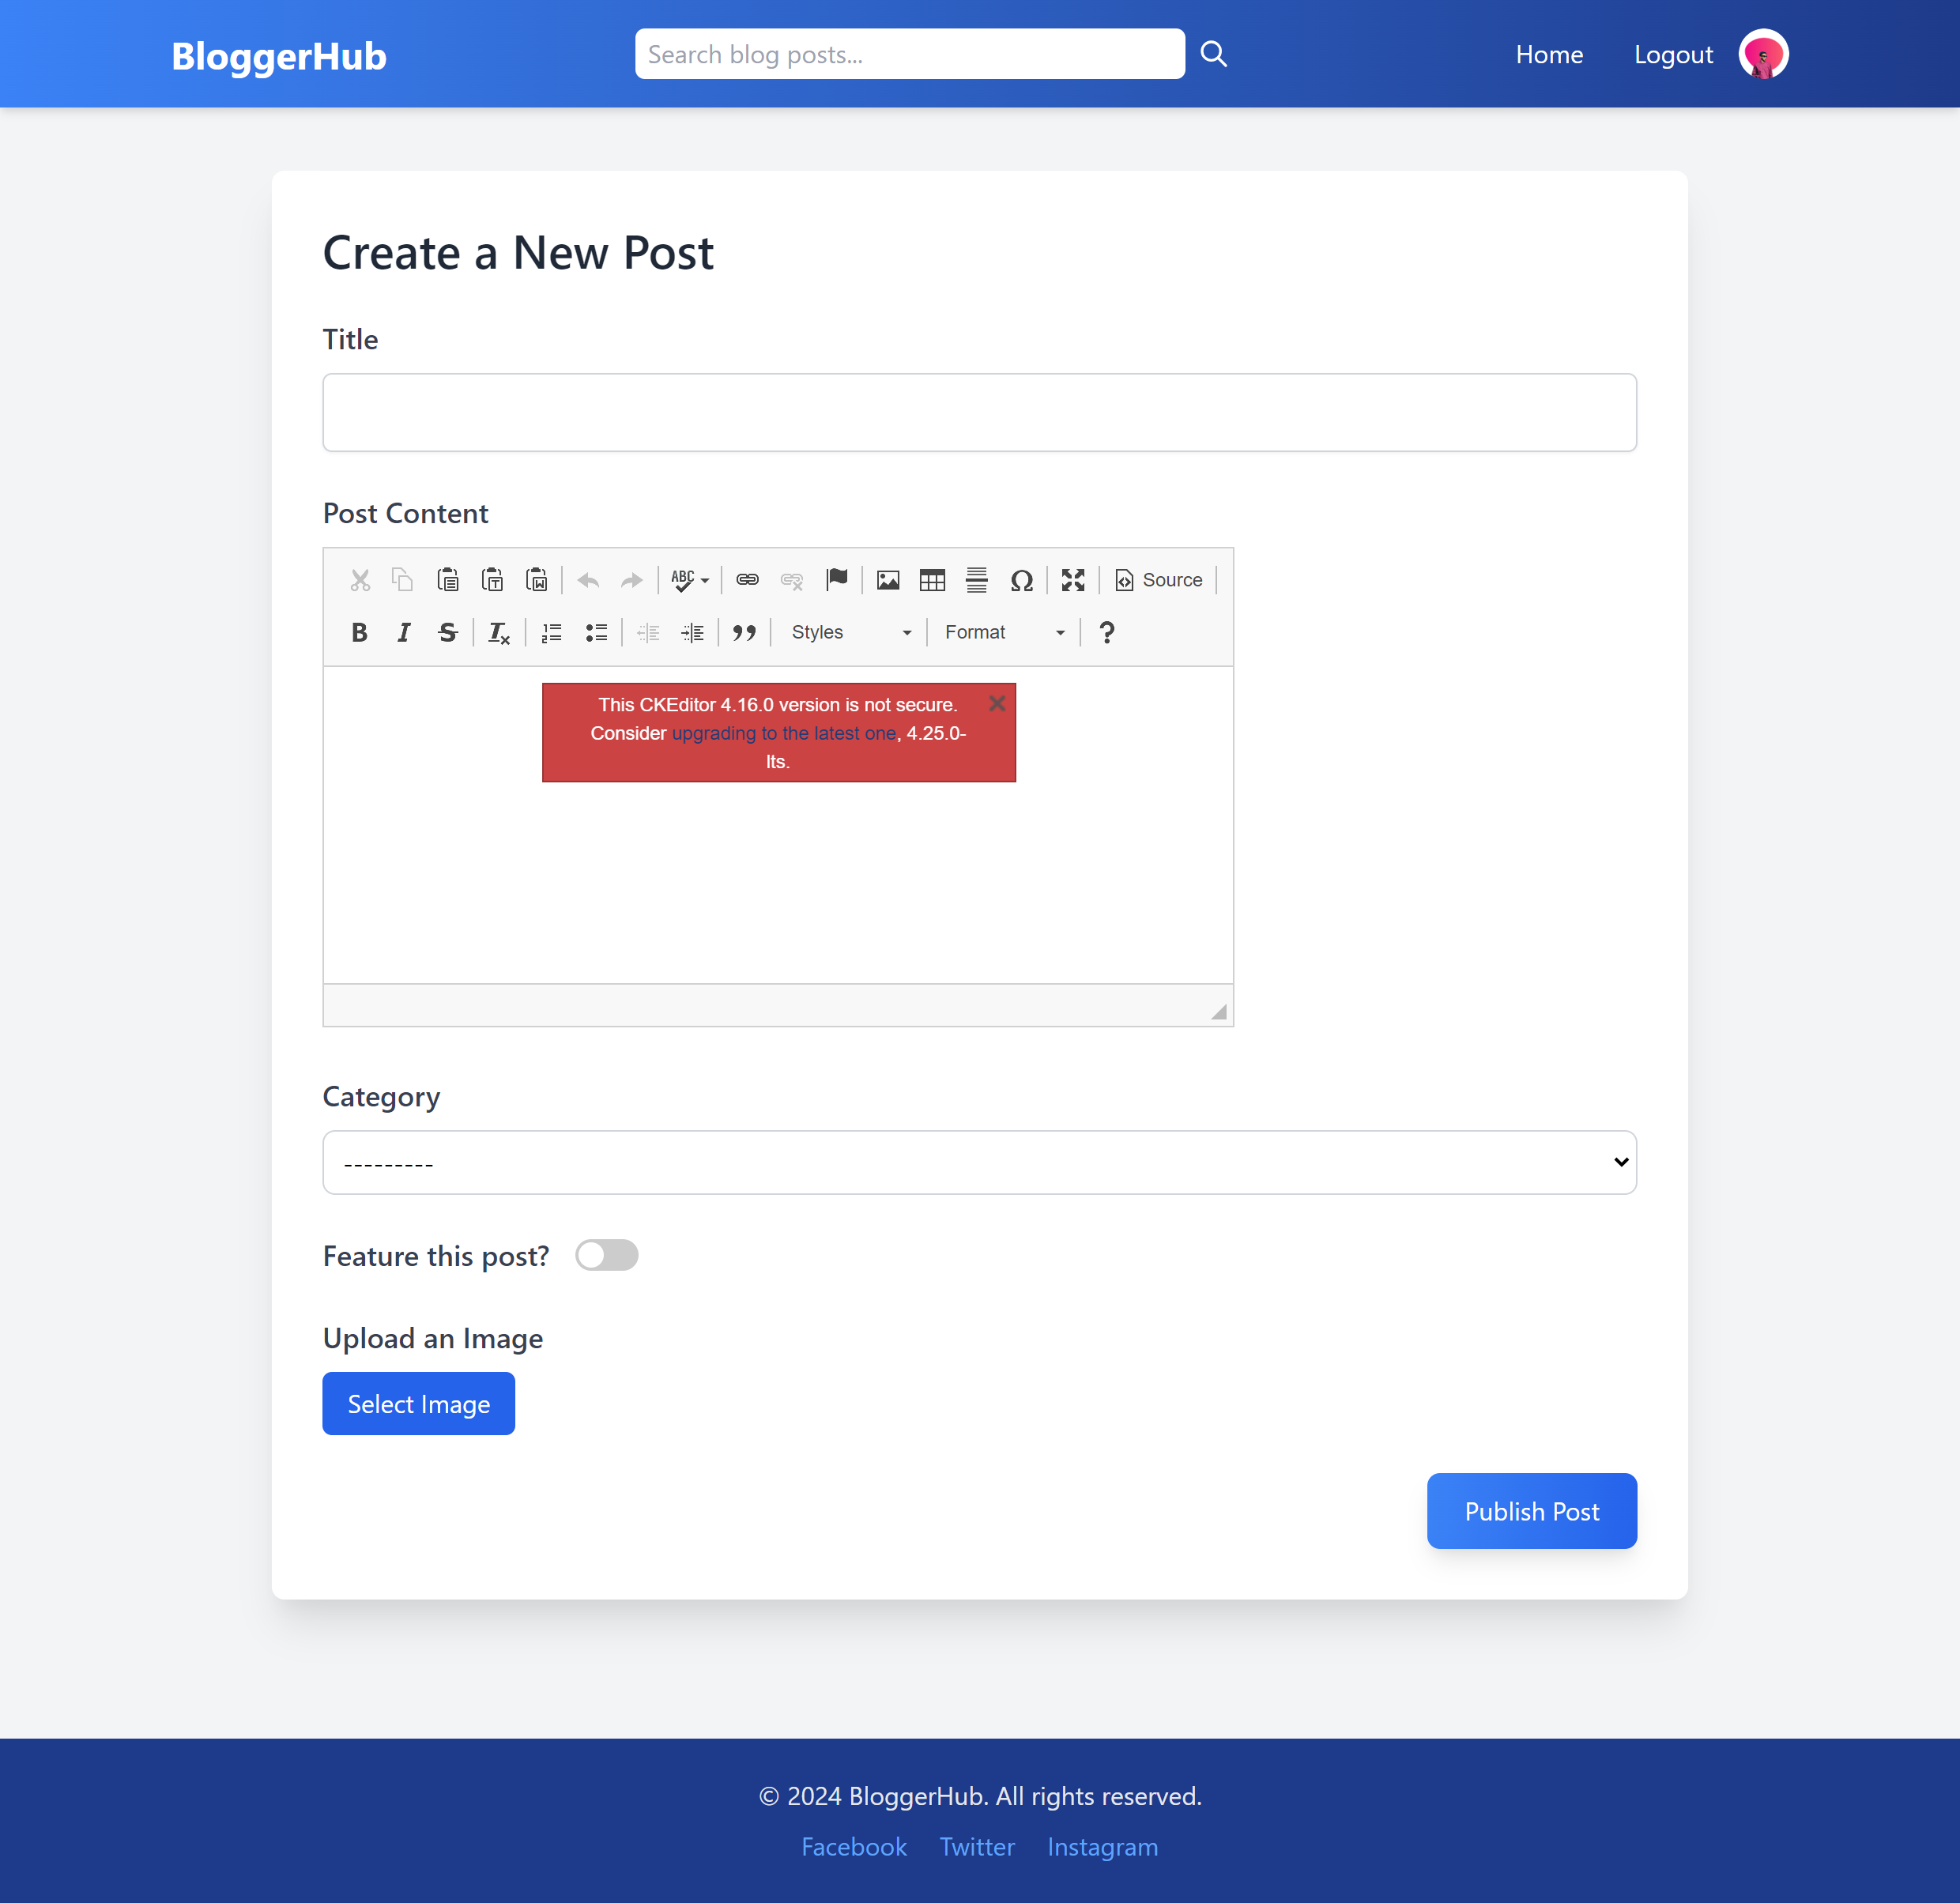 BloggerHub
Search blog posts...
Home
Logout
Create a New Post
Title
Post Content
ABC
Source
Styles
Format
This CKEditor 4.16.0 version is not secure.
Consider upgrading to the latest one, 4.25.0-
lts.
Category
---------
Feature this post?
Upload an Image
Select Image
Publish Post
© 2024 BloggerHub. All rights reserved.
Facebook Twitter Instagram